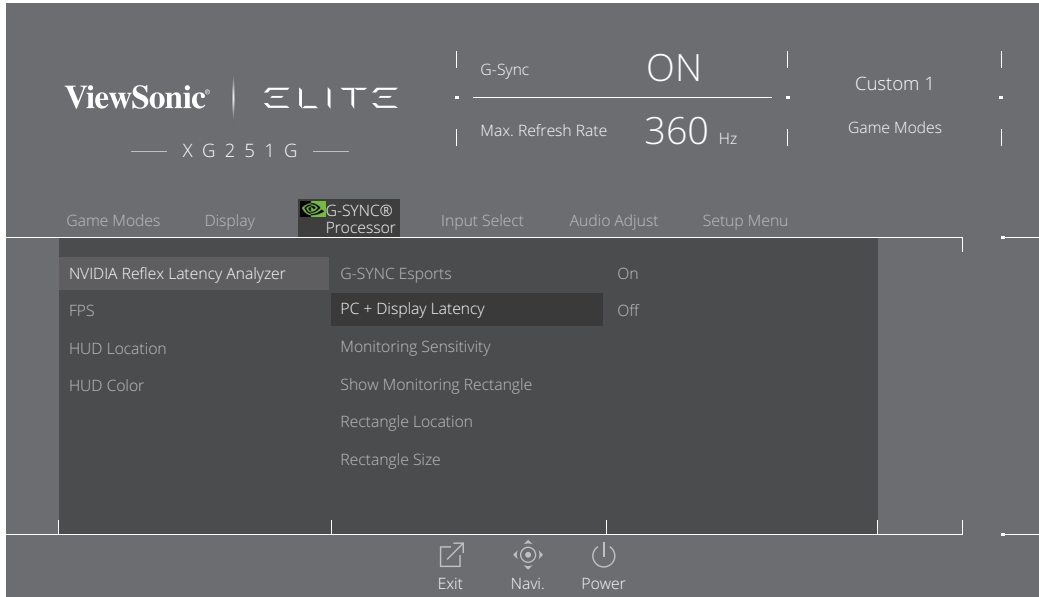 ViewSonic® ELITE
XG251G
G-Sync ON
Max. Refresh Rate 360 Hz
Custom 1
Game Modes
Game Modes Display G-SYNC® Processor Input Select Audio Adjust Setup Menu
NVIDIA Reflex Latency Analyzer G-SYNC Esports On
FPS PC + Display Latency Off
HUD Location Monitoring Sensitivity
HUD Color Show Monitoring Rectangle
Rectangle Location
Rectangle Size
Exit Navi. Power